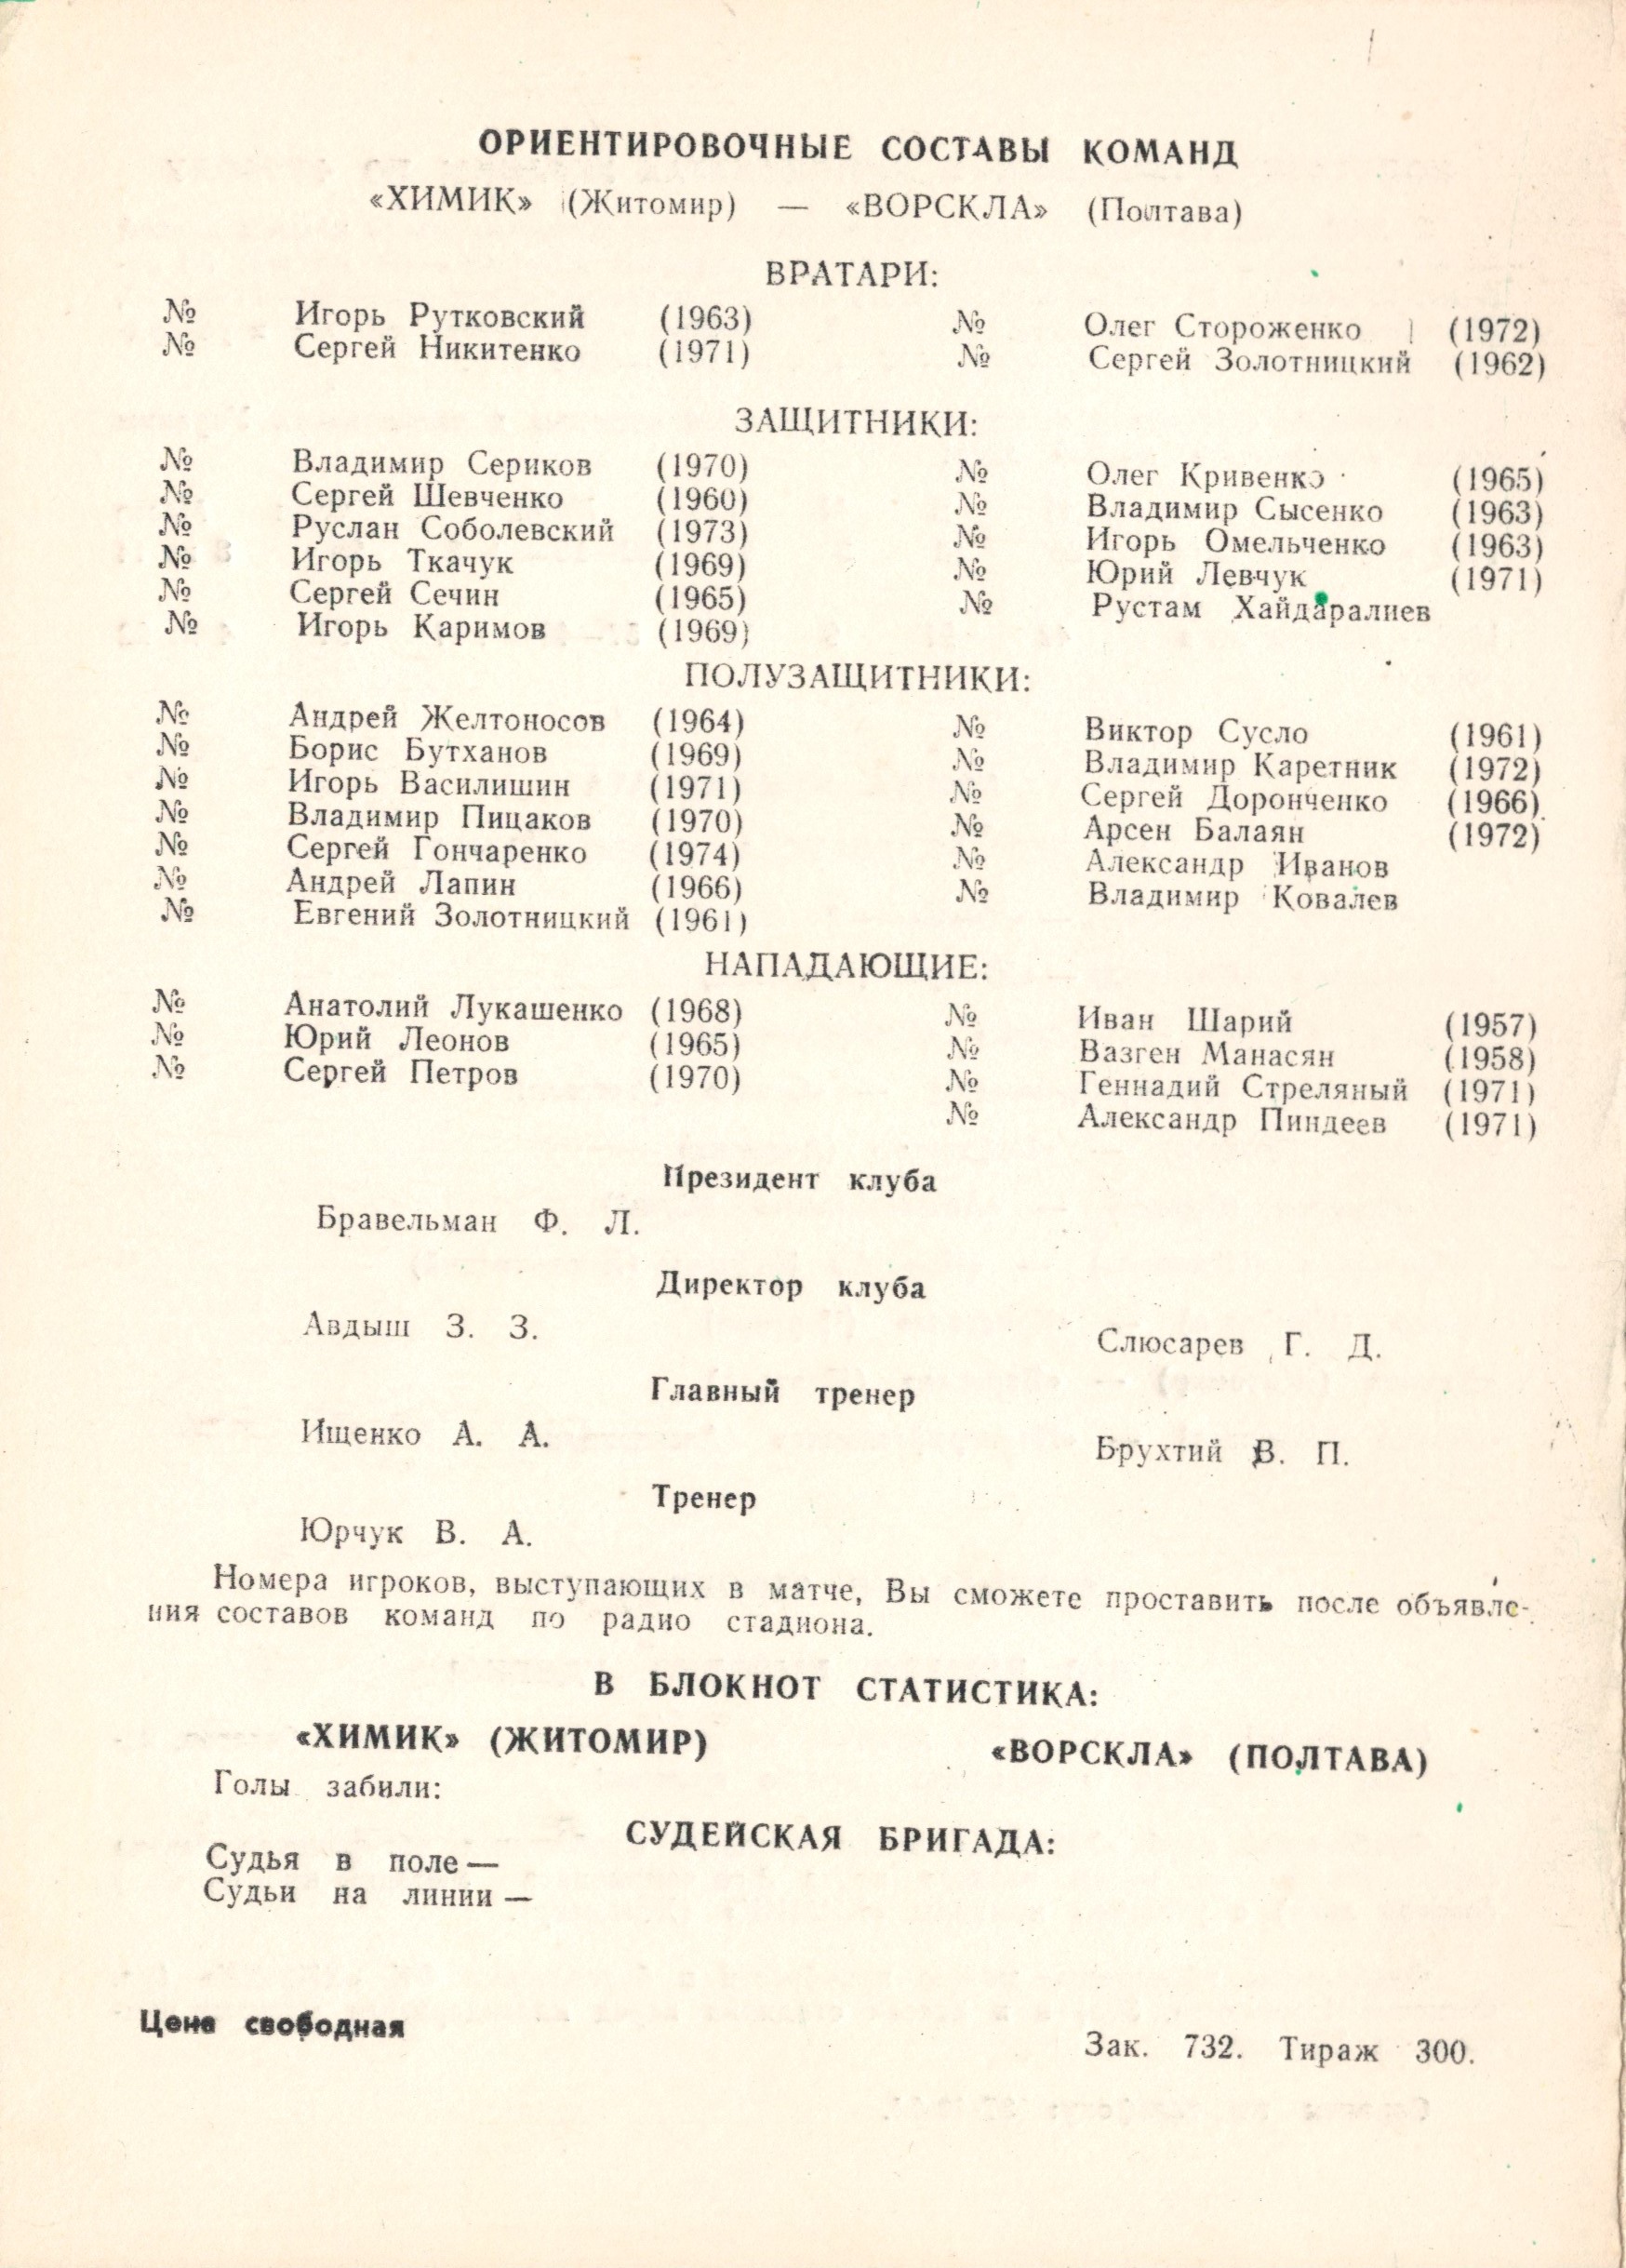 ОРИЕНТИРОВОЧНЫЕ СОСТАВЫ КОМАНД
«ХИМИК» (Житомир) — «ВОРСКЛА» (Полтава)
ВРАТАРИ:
№ Игорь Рутковский (1963) № Олег Стороженко (1972)
№ Сергей Никитенко (1971) № Сергей Золотницкий (1962)
ЗАЩИТНИКИ:
№ Владимир Сериков (1970) № Олег Кривенко (1965)
№ Сергей Шевченко (1960) № Владимир Сысенко (1963)
№ Руслан Соболевский (1973) № Игорь Омельченко (1963)
№ Игорь Ткачук (1969) № Юрий Левчук (1971)
№ Сергей Сечин (1965) № Рустам Хайдаралиев
№ Игорь Каримов (1969)
ПОЛУЗАЩИТНИКИ:
№ Андрей Желтоносов (1964) № Виктор Сусло (1961)
№ Борис Бутханов (1969) № Владимир Каретник (1972)
№ Игорь Василишин (1971) № Сергей Доронченко (1966)
№ Владимир Пицаков (1970) № Арсен Балаян (1972)
№ Сергей Гончаренко (1974) № Александр Иванов
№ Андрей Лапин (1966) № Владимир Ковалев
№ Евгений Золотницкий (1961)
НАПАДАЮЩИЕ:
№ Анатолий Лукашенко (1968) № Иван Шарий (1957)
№ Юрий Леонов (1965) № Вазген Манасян (1958)
№ Сергей Петров (1970) № Геннадий Стреляный (1971)
№ Александр Пиндеев (1971)
Президент клуба
Бравельман Ф. Л.
Директор клуба
Авдыш З. З. Слюсарев Г. Д.
Главный тренер
Ищенко А. А. Брухтий В. П.
Тренер
Юрчук В. А.
Номера игроков, выступающих в матче, Вы сможете проставить после объявле-
ния составов команд по радио стадиона.
В БЛОКНОТ СТАТИСТИКА:
«ХИМИК» (ЖИТОМИР) «ВОРСКЛА» (ПОЛТАВА)
Голы забили:
СУДЕЙСКАЯ БРИГАДА:
Судья в поле —
Судьи на линии —
Цена свободная
Зак. 732. Тираж 300.